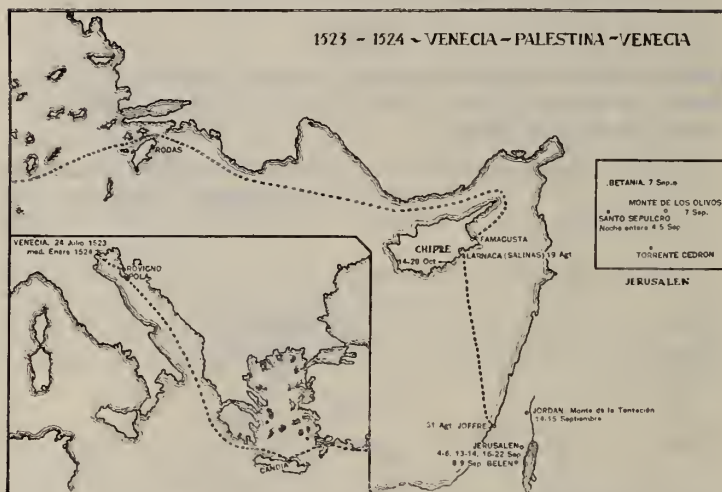 1523 - 1524 - VENECIA - PALESTINA - VENECIA
RODAS
BETANIA. 7 Sep.
MONTE DE LOS OLIVOS
7 Sep.
SANTO SEPULCRO
Noche entera 4 5 Sep
TORRENTE CEDRON
JERUSALEN
CHIPRE
14-28 Oct
FAMAGUSTA
LARNACA (SALINAS) 19 Agt
VENECIA. 24 Julio 1523
med. Enero 1524
ROVIGNO
POLA
CANDIA
31 Agt JOFFRE
JORDAN Monte de la Tentación
14-15 Septiembre
JERUSALEN
4-6, 13-14, 16-22 Sep
8 9 Sep BELEN